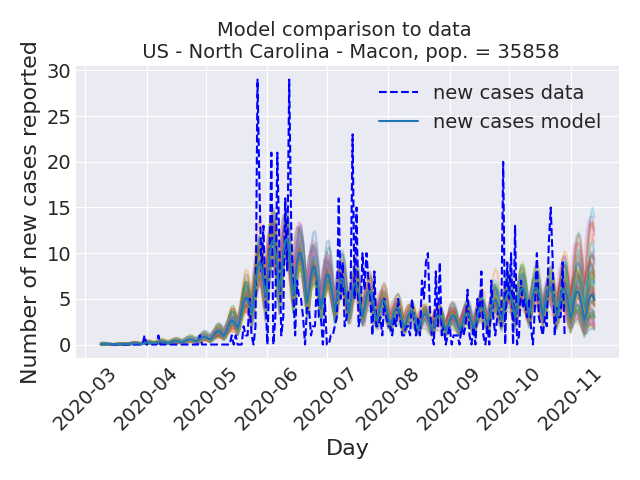 Model comparison to data
US - North Carolina - Macon, pop. = 35858
Number of new cases reported
30
25
20
15
10
5
0
new cases data
new cases model
2020-03
2020-04
2020-05
2020-06
2020-07
2020-08
2020-09
2020-10
2020-11
Day